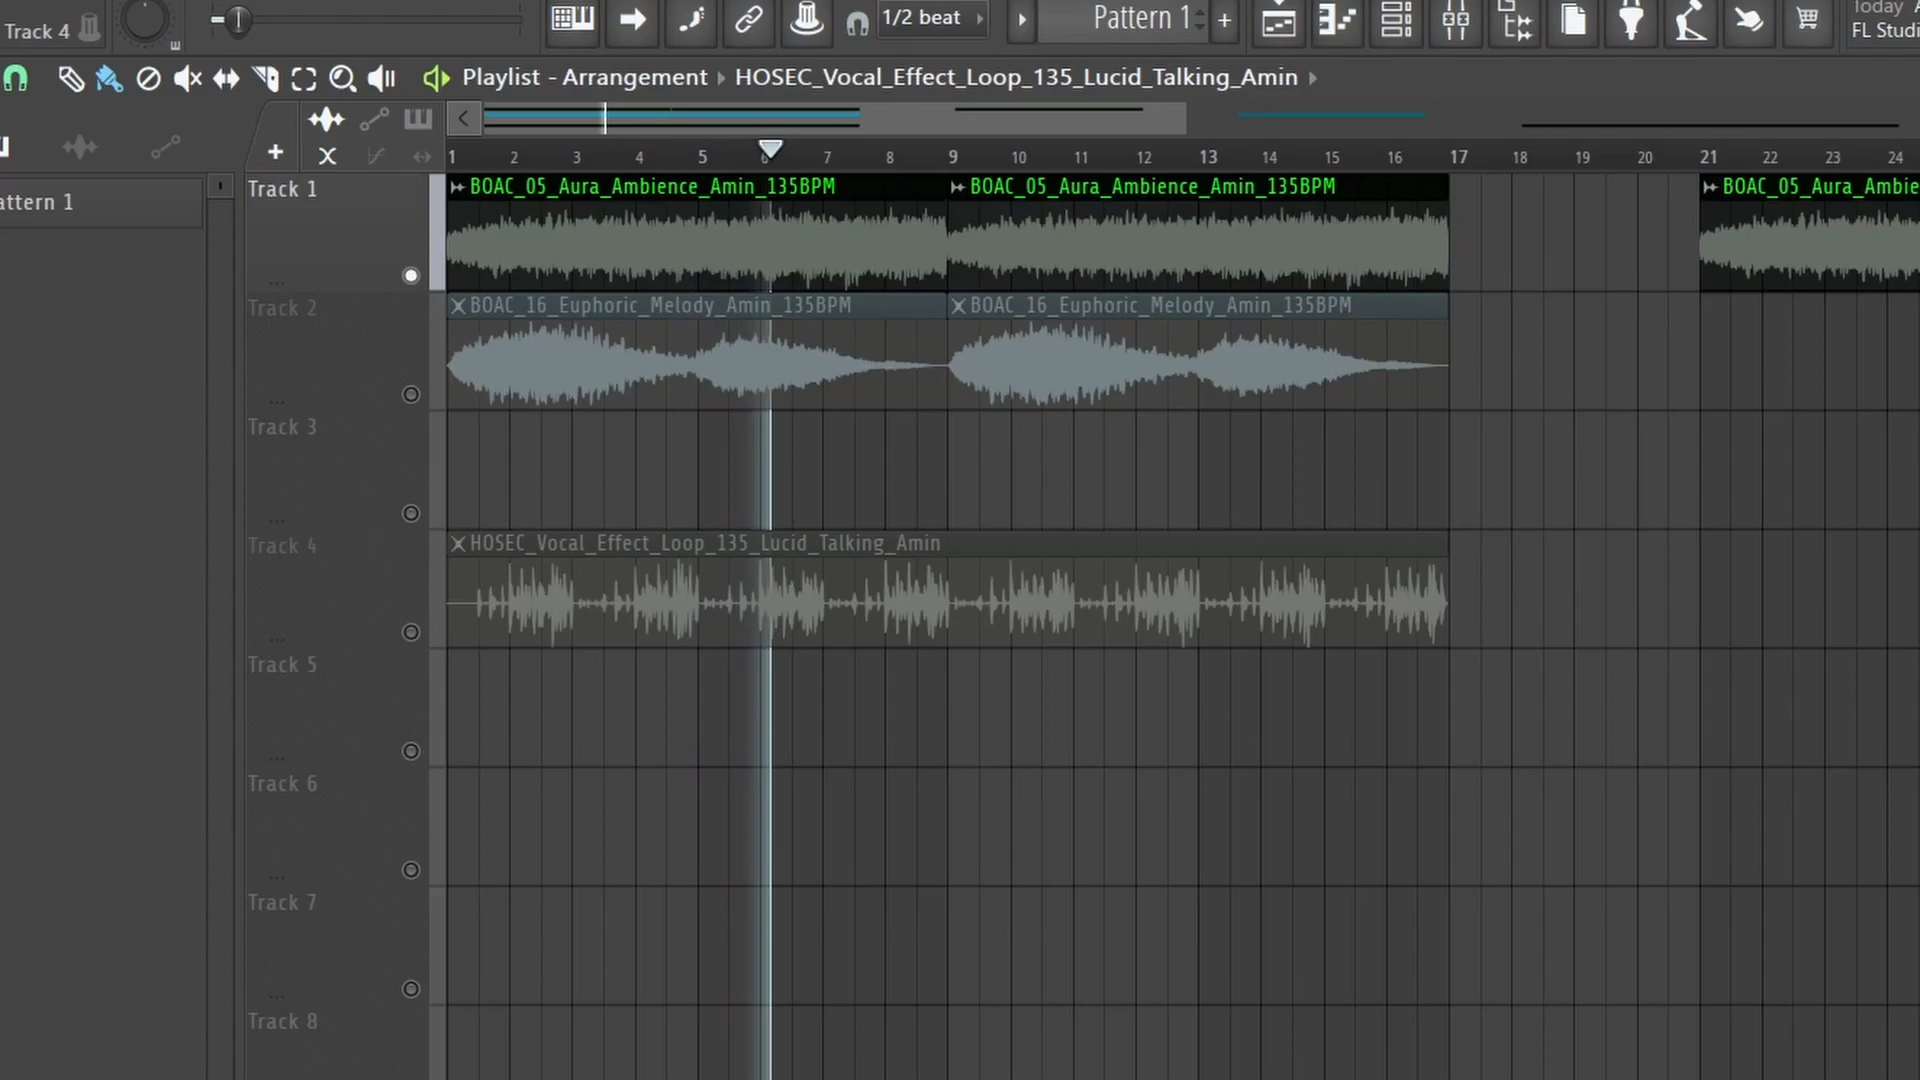 Track 4
1/2 beat
Pattern 1
Today
FL Studi
Playlist - Arrangement HOSEC_Vocal_Effect_Loop_135_Lucid_Talking_Amin
1 2 3 4 5 6 7 8 9 10 11 12 13 14 15 16 17 18 19 20 21 22 23 24
attern 1
Track 1
BOAC_05_Aura_Ambience_Amin_135BPM
BOAC_05_Aura_Ambience_Amin_135BPM
BOAC_05_Aura_Ambie
Track 2
BOAC_16_Euphoric_Melody_Amin_135BPM
BOAC_16_Euphoric_Melody_Amin_135BPM
Track 3
Track 4
HOSEC_Vocal_Effect_Loop_135_Lucid_Talking_Amin
Track 5
Track 6
Track 7
Track 8